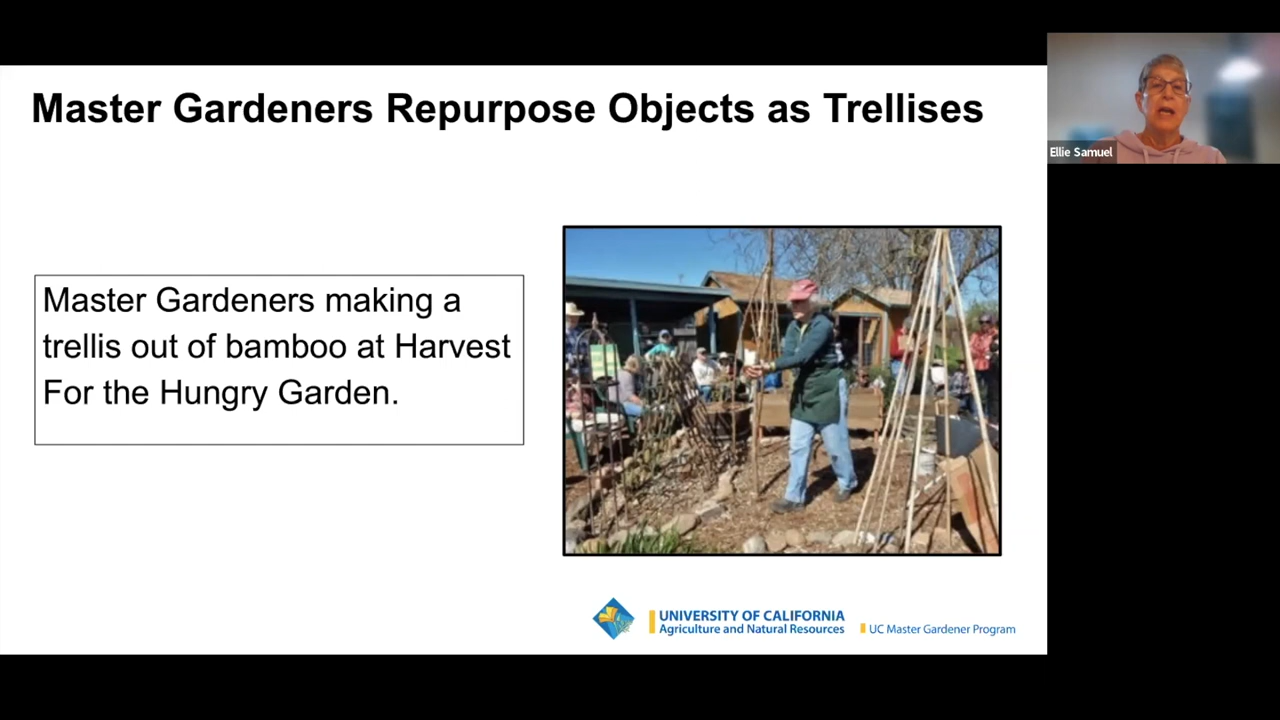 Master Gardeners Repurpose Objects as Trellises
Ellie Samuel
Master Gardeners making a
trellis out of bamboo at Harvest
For the Hungry Garden.
UNIVERSITY OF CALIFORNIA
Agriculture and Natural Resources
UC Master Gardener Program